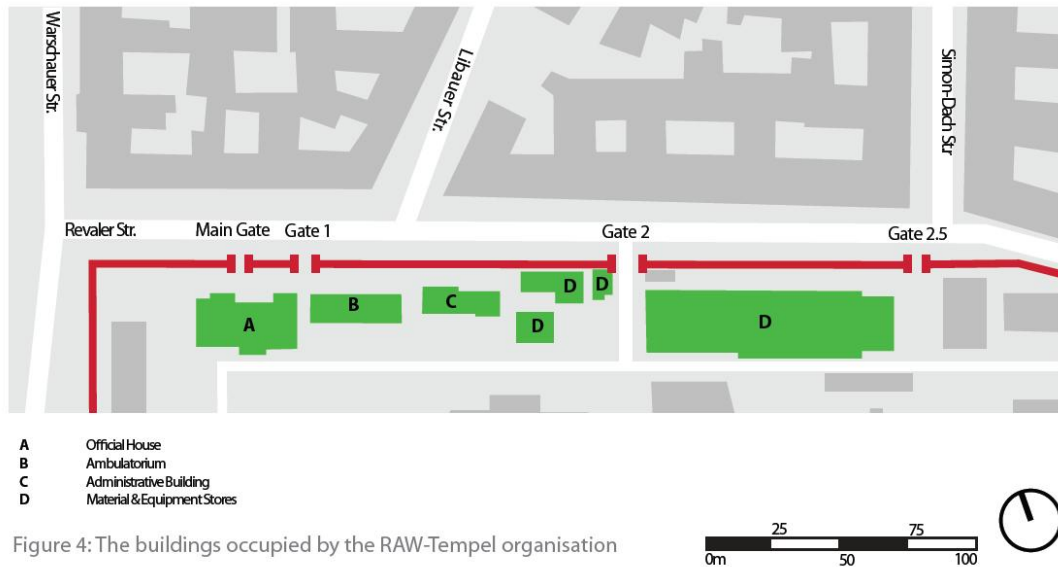 Warschauer Str.
Libauer Str.
Simon-Dach Str
Revaler Str.
Main Gate
Gate 1
Gate 2
Gate 2.5
A
B
C
D
D
D
D
A Official House
B Ambulatorium
C Administrative Building
D Material & Equipment Stores
Figure 4: The buildings occupied by the RAW-Tempel organisation
25 75
0m 50 100